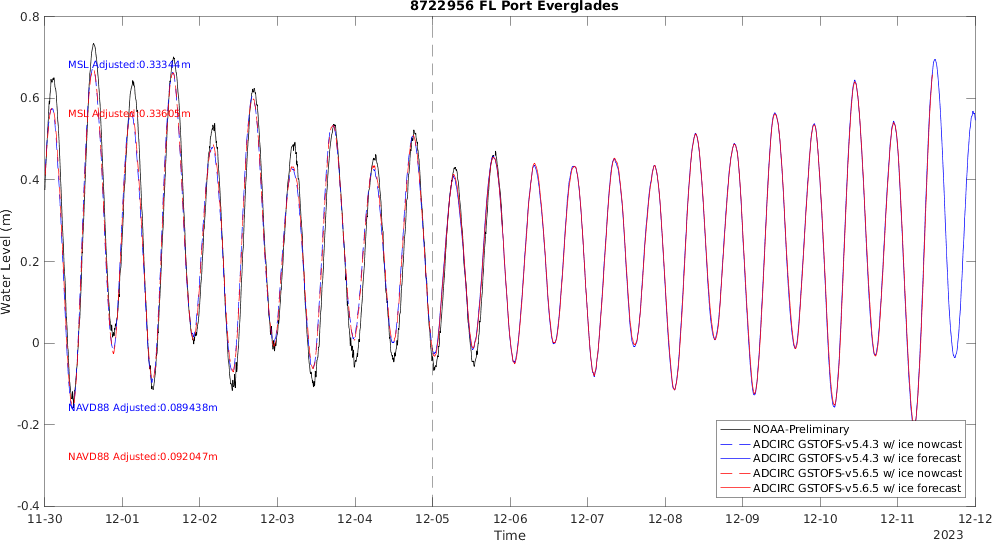 8722956 FL Port Everglades
0.8
MSL Adjusted:0.33344m
0.6
MSL Adjusted:0.33605m
0.4
Water Level (m)
0.2
0
-0.2
NAVD88 Adjusted:0.089438m
NAVD88 Adjusted:0.092047m
-0.4
NOAA-Preliminary
ADCIRC GSTOFS-v5.4.3 w/ ice nowcast
ADCIRC GSTOFS-v5.4.3 w/ ice forecast
ADCIRC GSTOFS-v5.6.5 w/ ice nowcast
ADCIRC GSTOFS-v5.6.5 w/ ice forecast
11-30 12-01 12-02 12-03 12-04 12-05 12-06 12-07 12-08 12-09 12-10 12-11 12-12
Time
2023